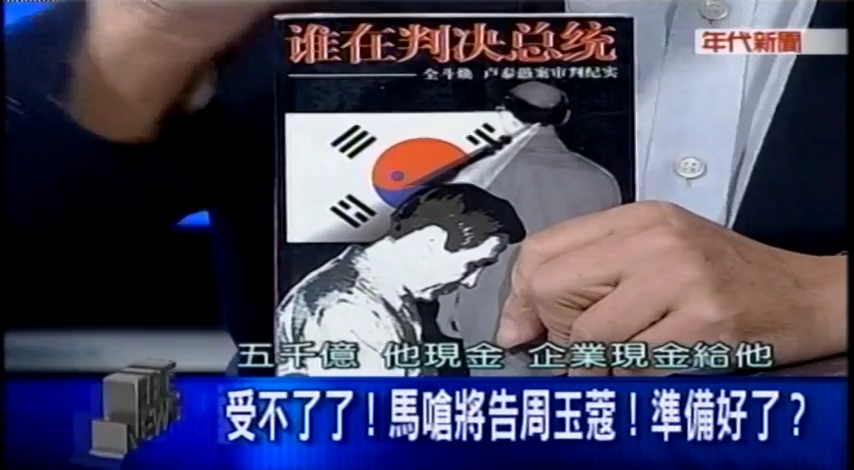 谁在判决总统
年代新聞
全斗焕 卢泰愚案审判纪实
五千億 他現金 企業現金給他
受不了了!馬嗆將告周玉蔻!準備好了?